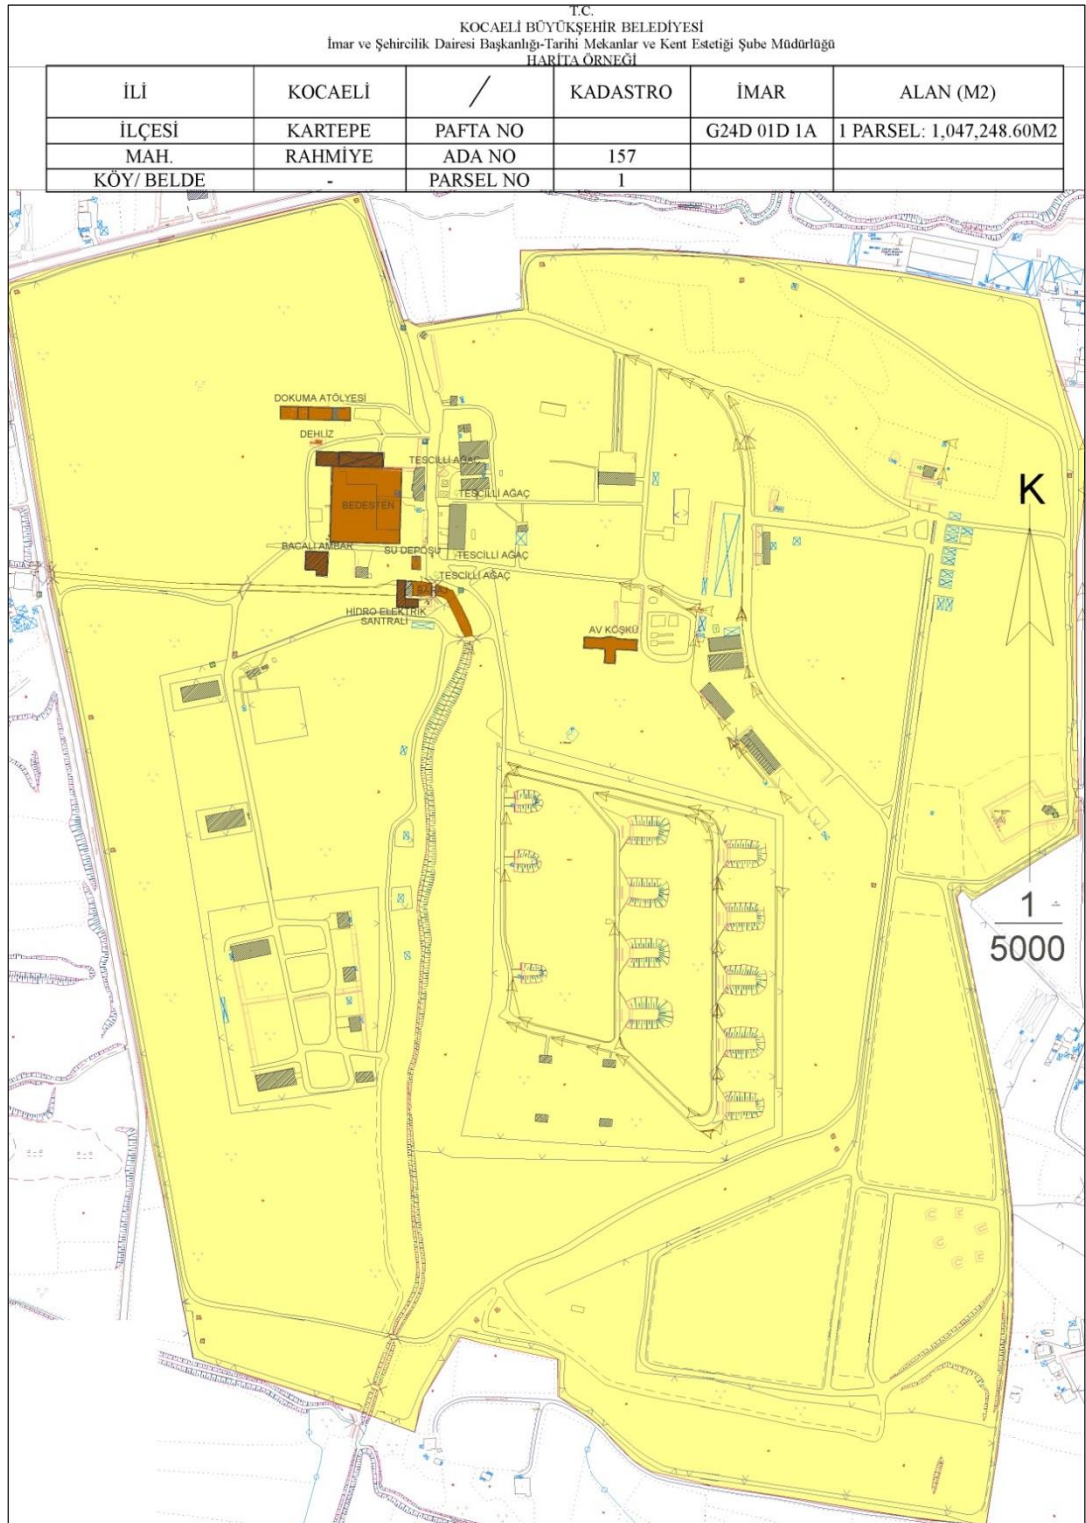 T.C.
KOCAELİ BÜYÜKŞEHİR BELEDİYESİ
İmar ve Şehircilik Dairesi Başkanlığı-Tarihi Mekanlar ve Kent Estetiği Şube Müdürlüğü
HARİTA ÖRNEĞİ
İLİ KOCAELİ / KADASTRO İMAR ALAN (M2)
İLÇESİ KARTEPE PAFTA NO G24D 01D 1A 1 PARSEL: 1,047,248.60M2
MAH. RAHMİYE ADA NO 157
KÖY/ BELDE - PARSEL NO 1
DOKUMA ATÖLYESİ
DEHLİZ
TESCİLLİ AĞAÇ
K
TESCİLLİ AĞAÇ
BEDESTEN
BACALI AMBAR
SU DEPOSU
TESCİLLİ AĞAÇ
TESCİLLİ AĞAÇ
BARAJ
HİDRO ELEKTRİK
SANTRALİ
AV KÖŞKÜ
1
5000